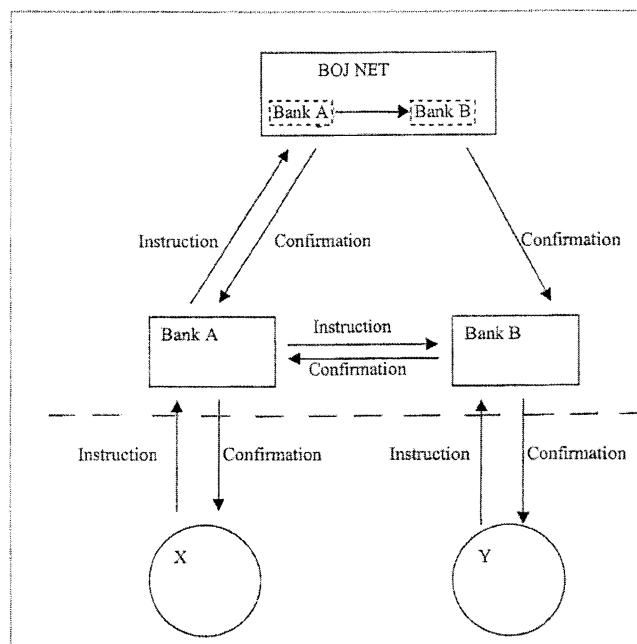 BOJ NET
Bank A Bank B
Instruction Confirmation Confirmation
Bank A Instruction Bank B
Confirmation
Instruction Confirmation Instruction Confirmation
X Y